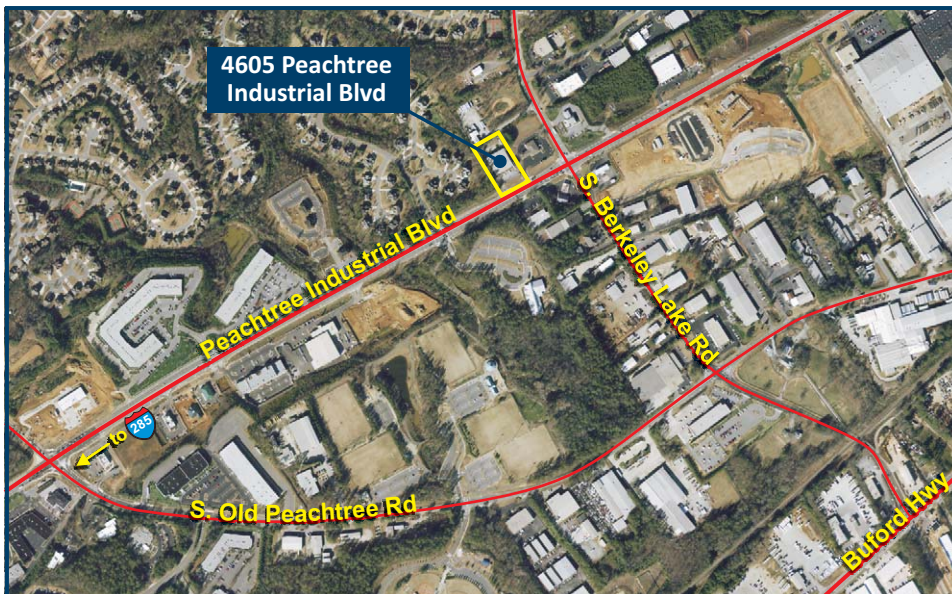 4605 Peachtree
Industrial Blvd
Peachtree Industrial Blvd
S. Berkeley Lake Rd
to 285
S. Old Peachtree Rd
Buford Hwy